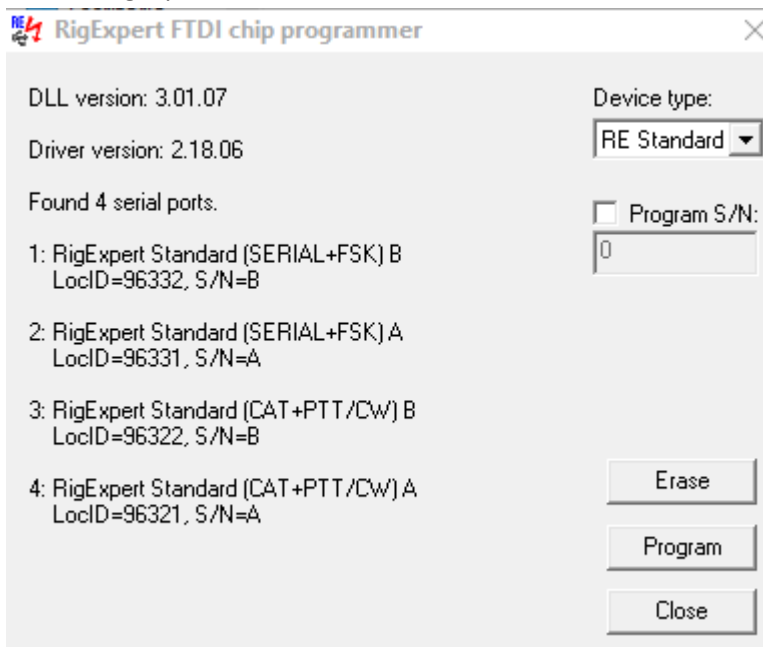 RigExpert FTDI chip programmer
DLL version: 3.01.07
Driver version: 2.18.06
Found 4 serial ports.
1: RigExpert Standard (SERIAL+FSK) B
LocID=96332, S/N=B
2: RigExpert Standard (SERIAL+FSK) A
LocID=96331, S/N=A
3: RigExpert Standard (CAT+PTT/CW) B
LocID=96322, S/N=B
4: RigExpert Standard (CAT+PTT/CW) A
LocID=96321, S/N=A
Device type:
RE Standard
Program S/N:
0
Erase
Program
Close